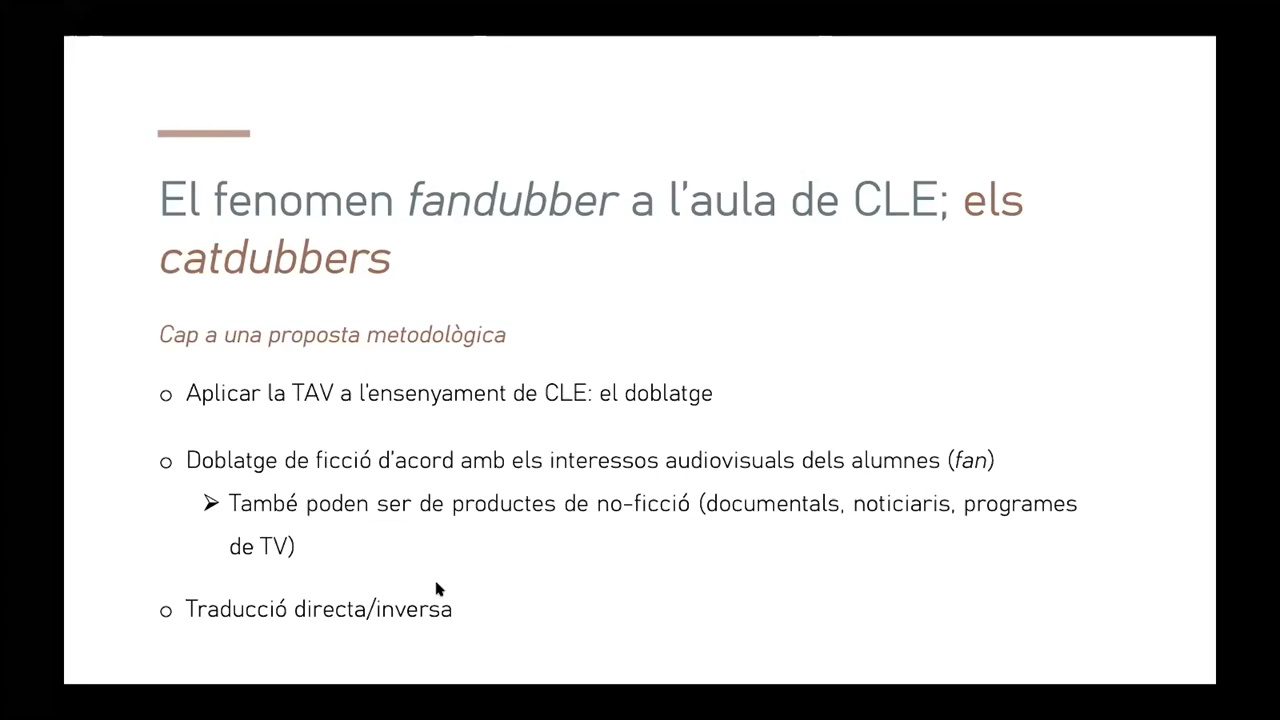 El fenomen fandubber a l'aula de CLE; els
catdubbers
Cap a una proposta metodològica
o Aplicar la TAV a l'ensenyament de CLE: el doblatge
o Doblatge de ficció d'acord amb els interessos audiovisuals dels alumnes (fan)
➢ També poden ser de productes de no-ficció (documentals, noticiaris, programes
de TV)
o Traducció directa/inversa